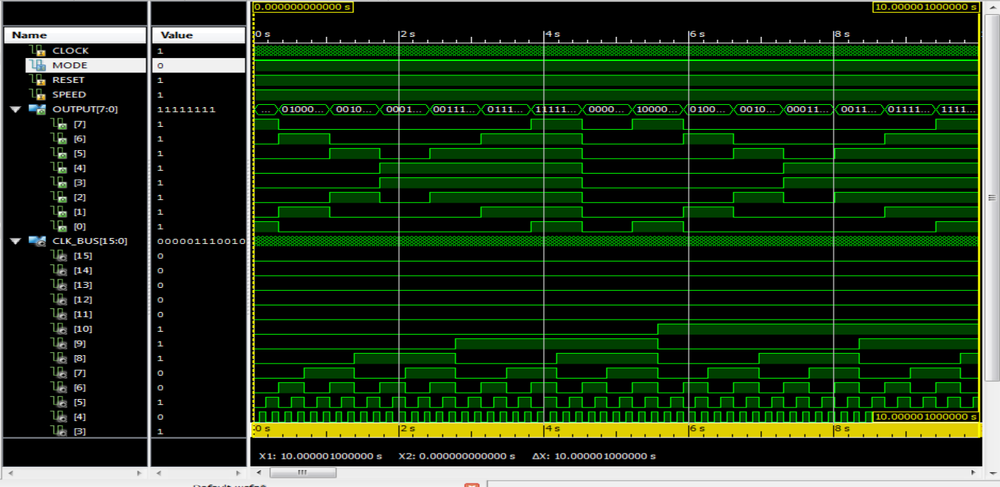 0.000000000000 s 10.000001000000 s
Name Value 0 s 2 s 4 s 6 s 8 s
CLOCK 1
MODE 0
RESET 1
SPEED 1
OUTPUT[7:0] 11111111 ... 01000... 0010... 0001... 00111... 0111... 11111... 0000... 10000... 0100... 0010... 00011... 0011... 01111... 1111...
[7] 1
[6] 1
[5] 1
[4] 1
[3] 1
[2] 1
[1] 1
[0] 1
CLK_BUS[15:0] 000001110010
[15] 0
[14] 0
[13] 0
[12] 0
[11] 0
[10] 1
[9] 1
[8] 1
[7] 0
[6] 0
[5] 1
[4] 0 10.000001000000 s
[3] 1 0 s 2 s 4 s 6 s 8 s
X1: 10.000001000000 s X2: 0.000000000000 s ΔX: 10.000001000000 s